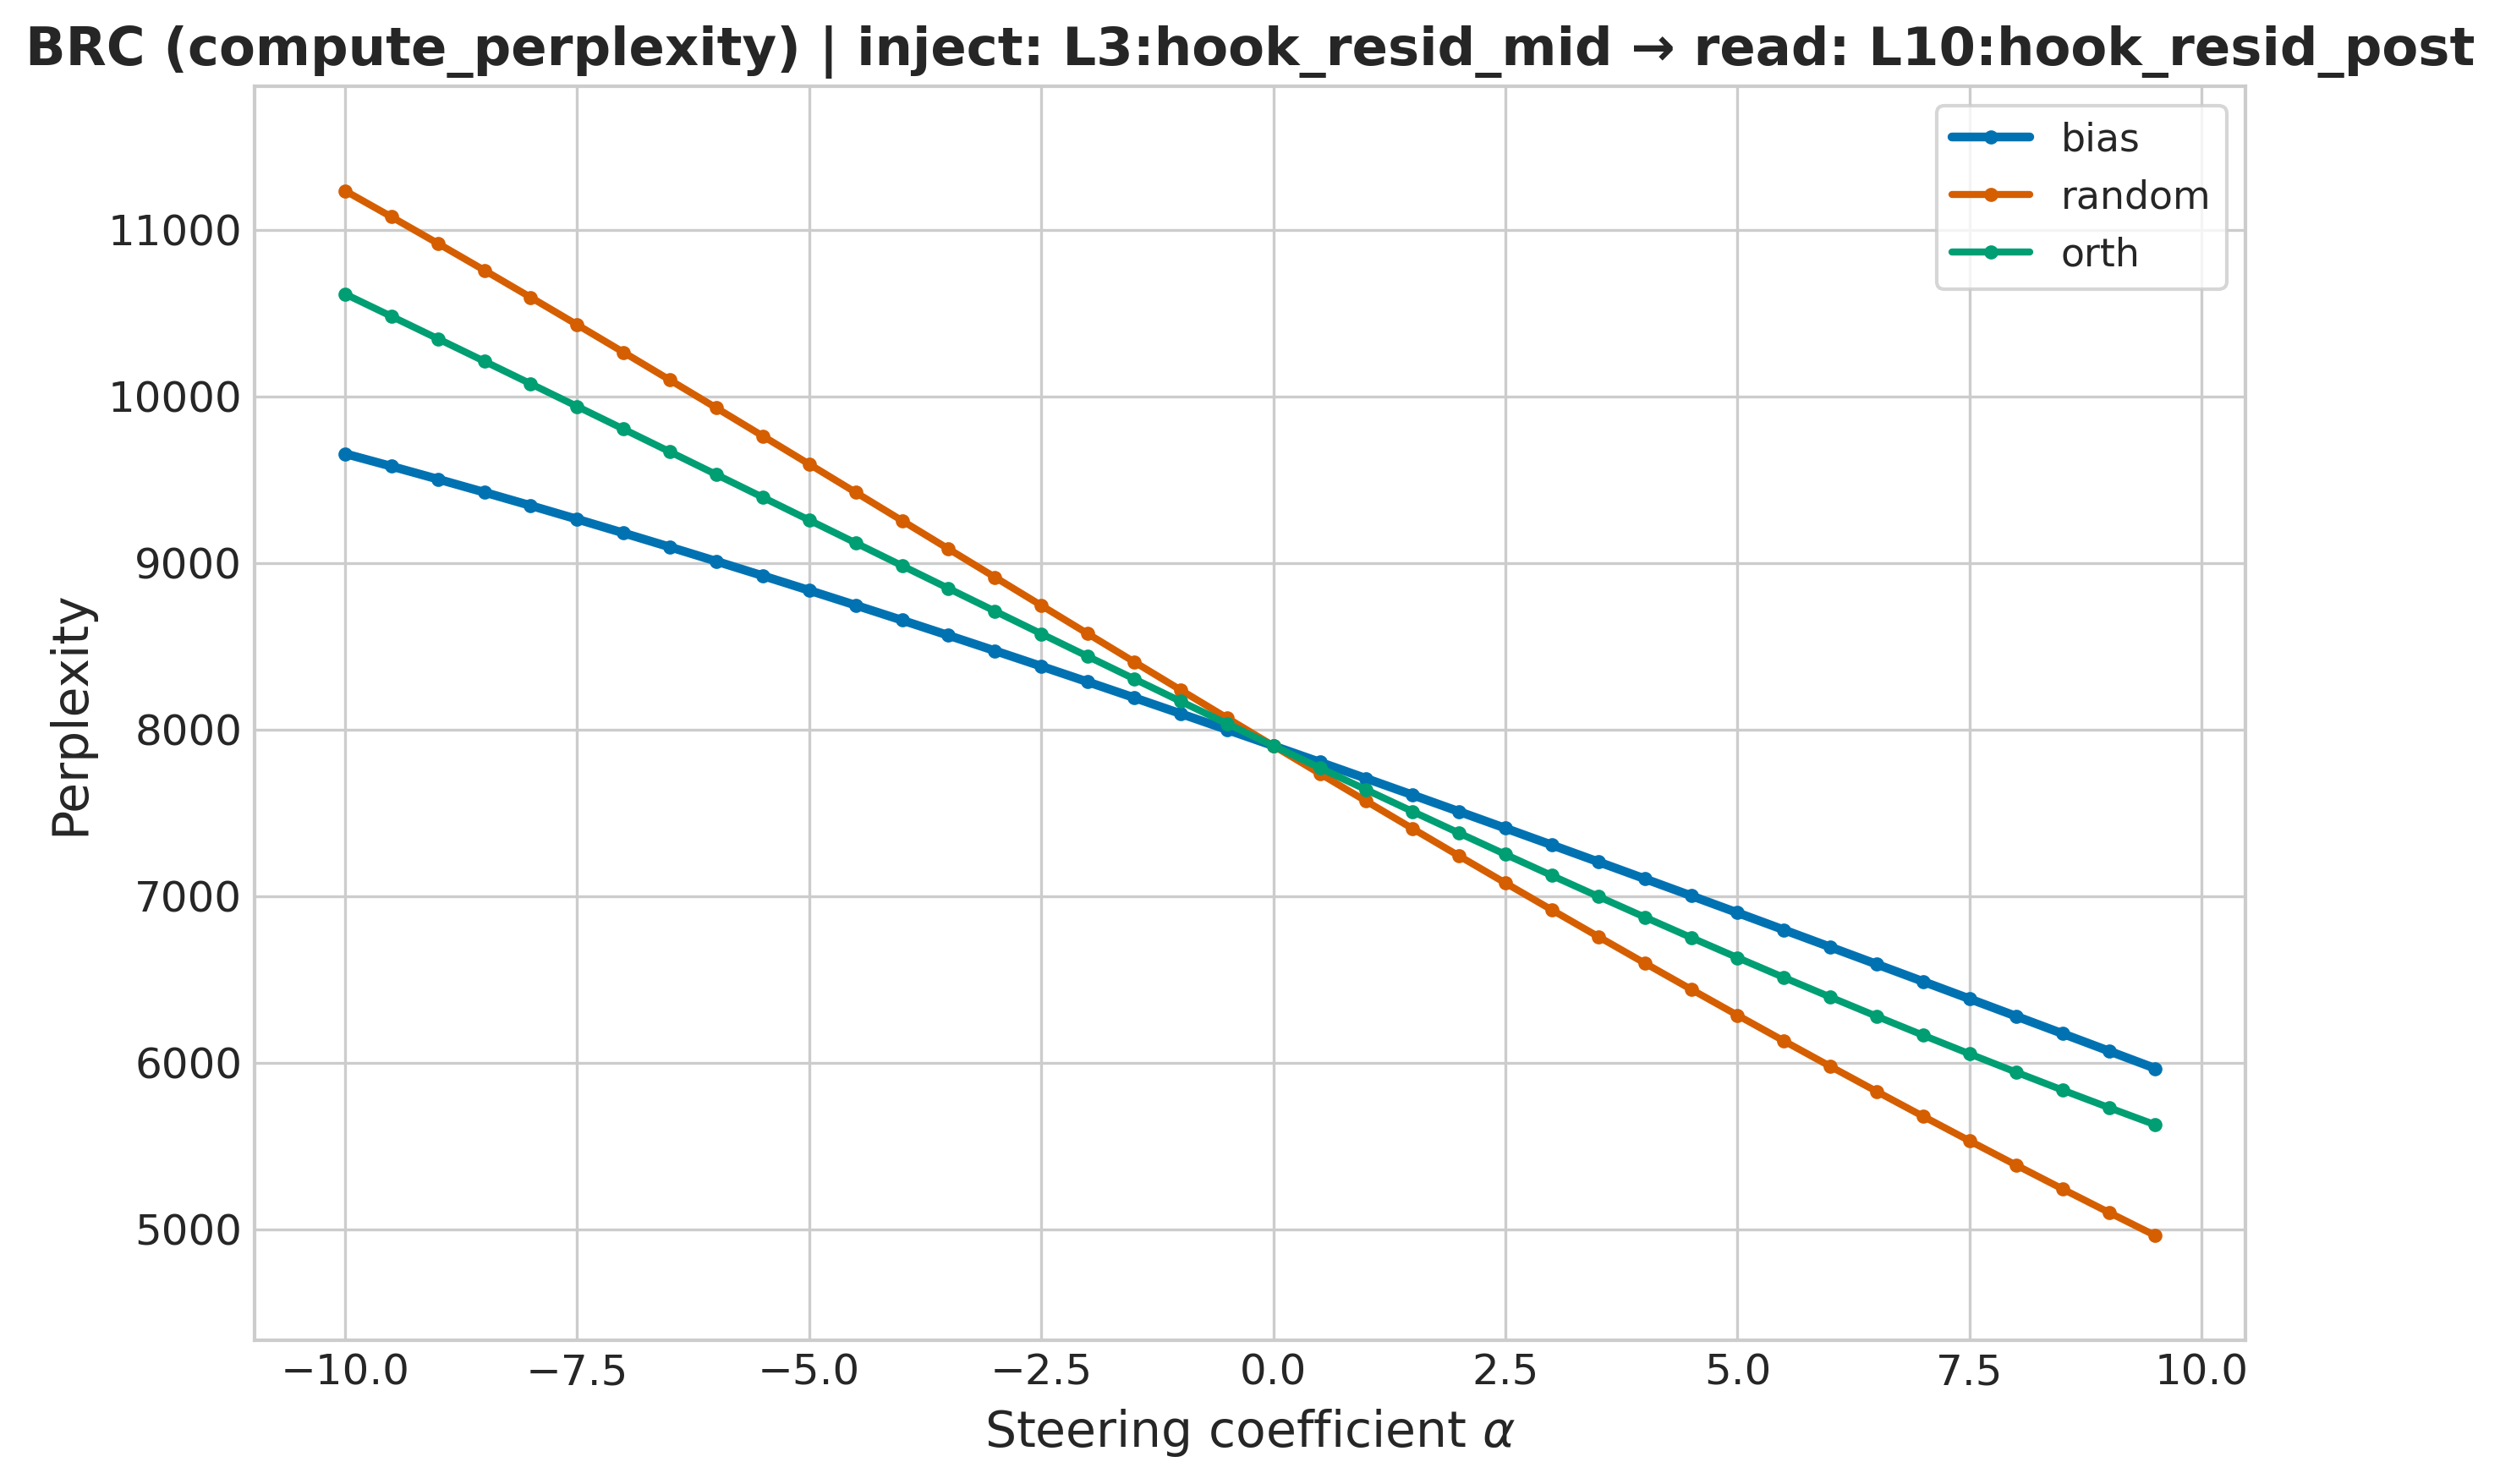 BRC (compute_perplexity) | inject: L3:hook_resid_mid → read: L10:hook_resid_post
bias
random
orth
11000
10000
9000
8000
7000
6000
5000
Perplexity
−10.0 −7.5 −5.0 −2.5 0.0 2.5 5.0 7.5 10.0
Steering coefficient α